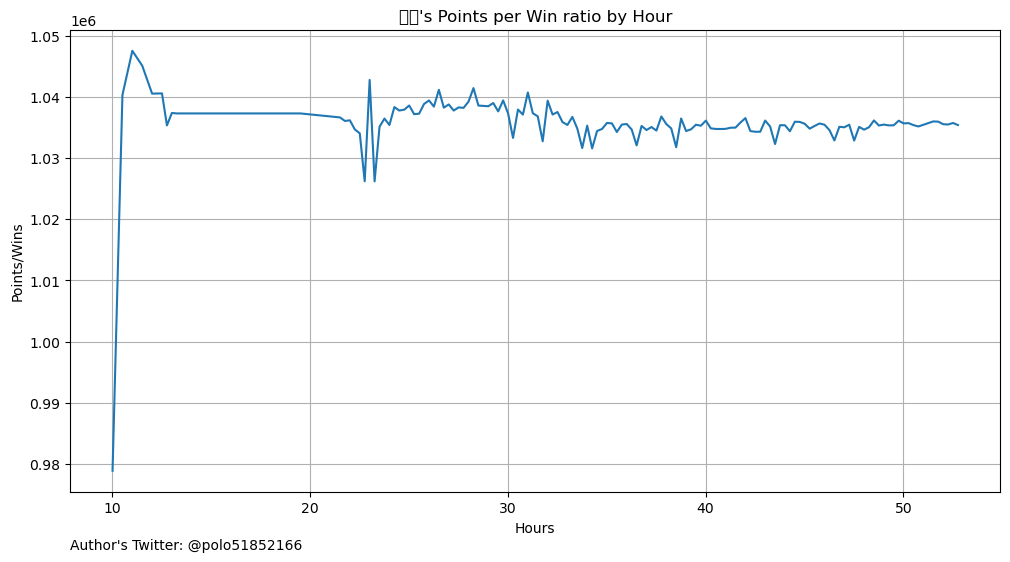 's Points per Win ratio by Hour
1e6
1.05
1.04
1.03
1.02
1.01
1.00
0.99
0.98
Points/Wins
10 20 30 40 50
Hours
Author's Twitter: @polo51852166